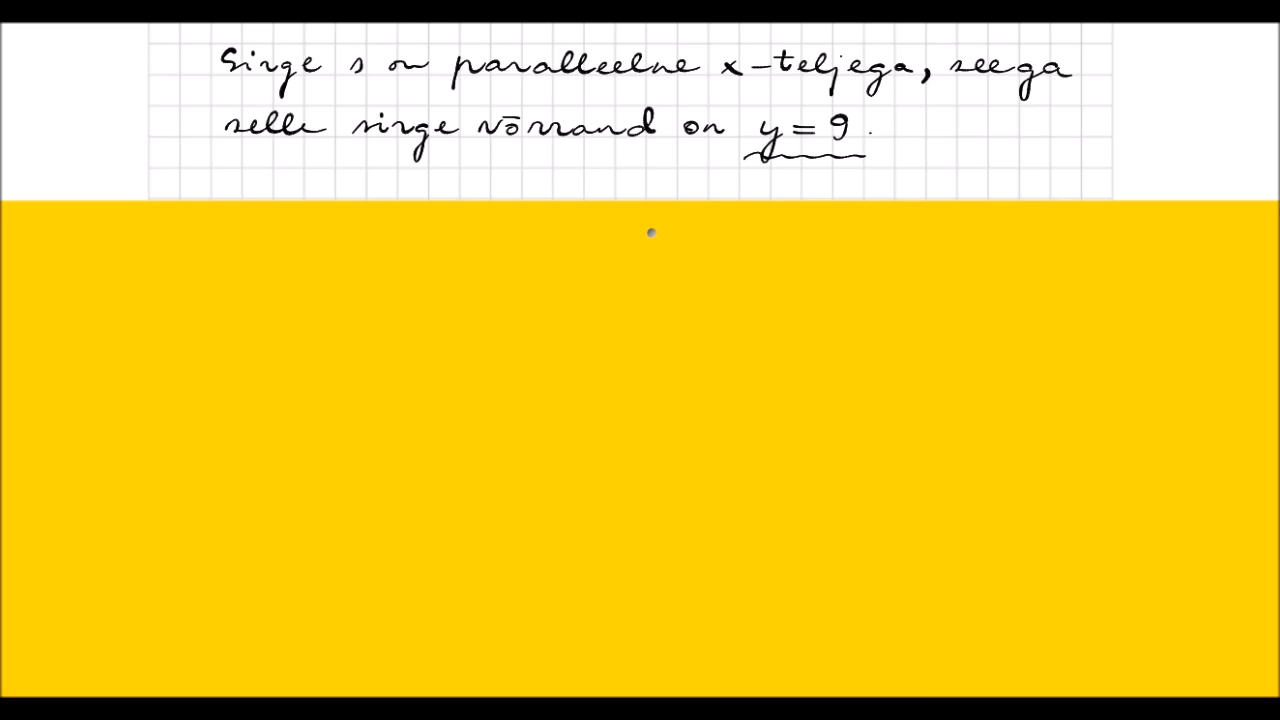 Sirge s on paralleelne x-teljega, seega
selle sirge võrrand on y = 9.